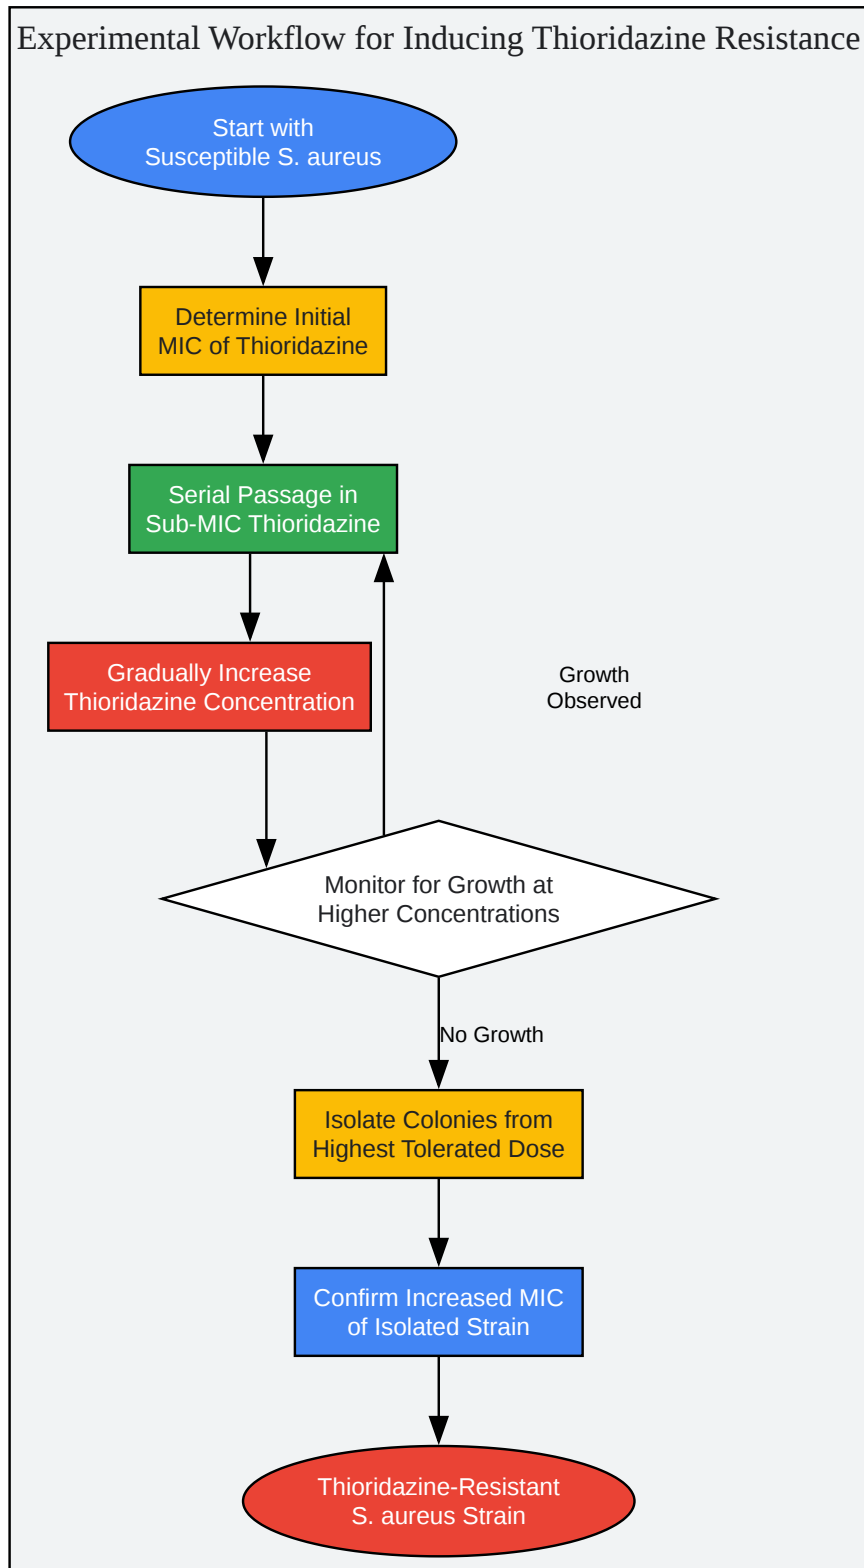 Experimental Workflow for Inducing Thioridazine Resistance
Start with
Susceptible S. aureus
Determine Initial
MIC of Thioridazine
Serial Passage in
Sub-MIC Thioridazine
Gradually Increase
Thioridazine Concentration
Growth
Observed
Monitor for Growth at
Higher Concentrations
No Growth
Isolate Colonies from
Highest Tolerated Dose
Confirm Increased MIC
of Isolated Strain
Thioridazine-Resistant
S. aureus Strain